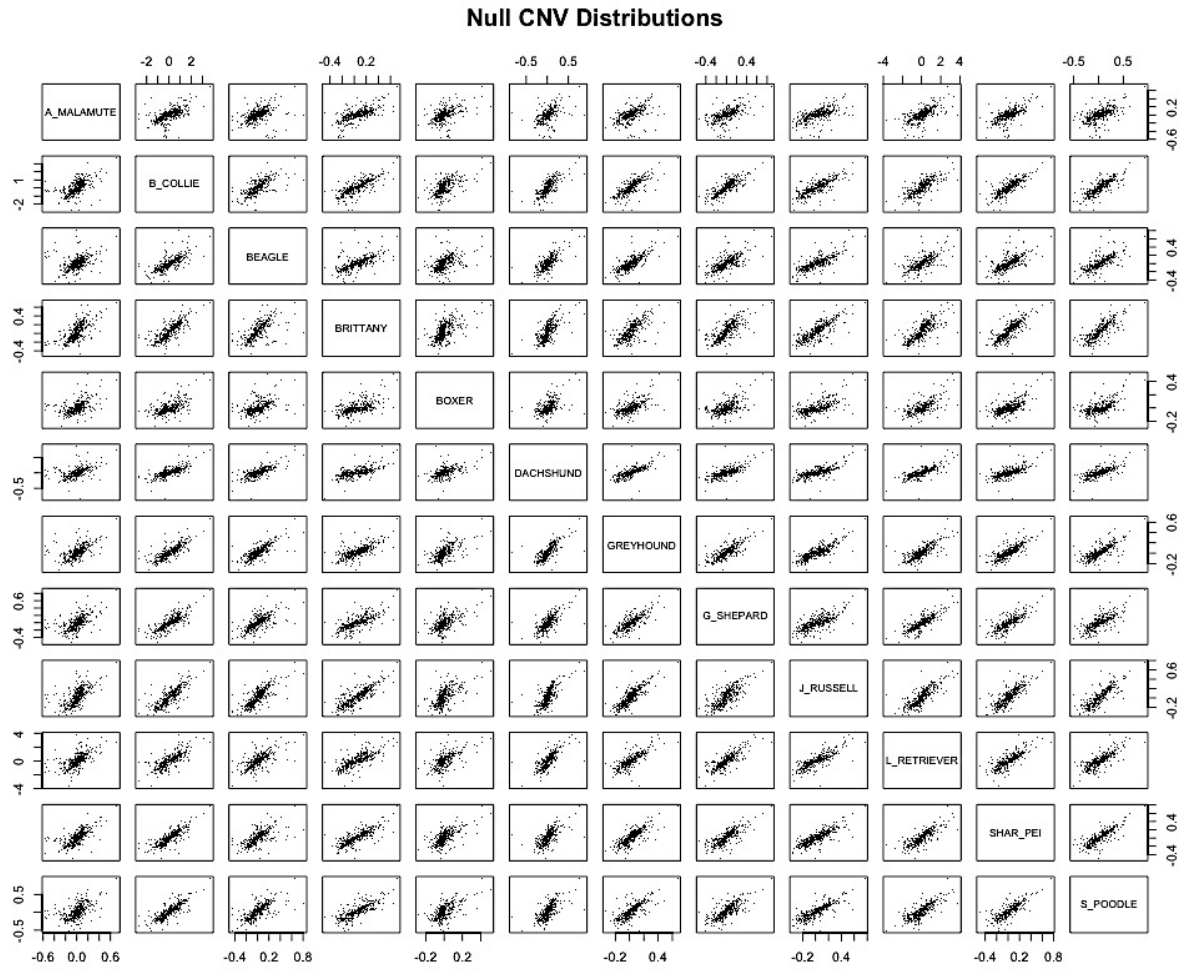 Null CNV Distributions
-2 0 2
-0.4 0.2
-0.5 0.5
-0.4 0.2
-4 0 2 4
-0.5 0.5
A_MALAMUTE
-0.6 0.2
-2 1
B_COLLIE
BEAGLE
-0.4 0.4
-0.4 0.4
BRITTANY
BOXER
-0.2 0.4
-0.5
DACHSHUND
GREYHOUND
-0.2 0.6
-0.4 0.6
G_SHEPARD
J_RUSSELL
-0.2 0.6
-4 0 4
L_RETRIEVER
SHAR_PEI
-0.4 0.4
-0.5 0.5
S_POODLE
-0.6 0.0 0.6
-0.4 0.2 0.8
-0.2 0.2
-0.2 0.4
-0.2 0.4
-0.4 0.2 0.8